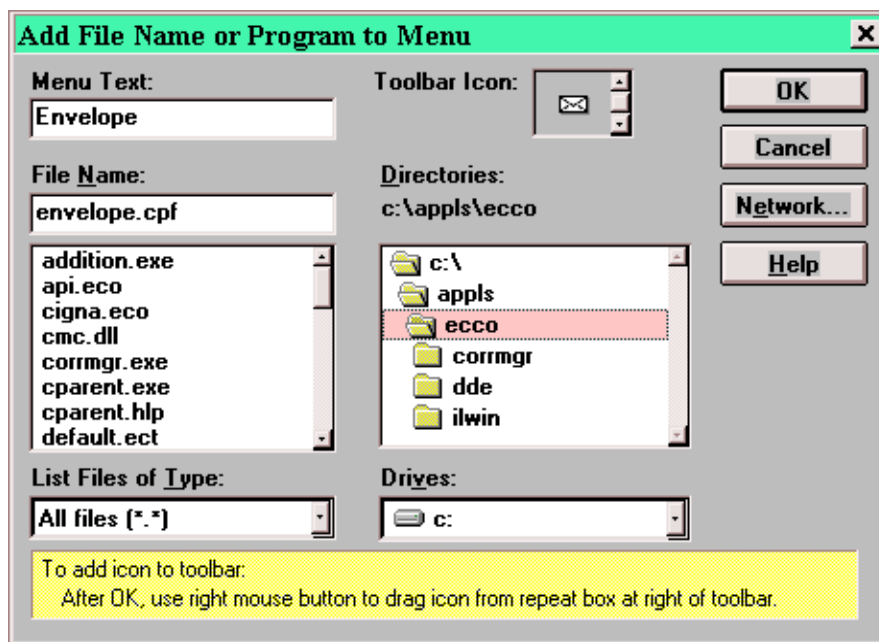 Add File Name or Program to Menu
Menu Text:
Envelope
Toolbar Icon:
OK
Cancel
Network...
Help
File Name:
envelope.cpf
addition.exe
api.eco
cigna.eco
cmc.dll
corrmgr.exe
cparent.exe
cparent.hlp
default.ect
Directories:
c:\appls\ecco
c:\
appls
ecco
corrmgr
dde
ilwin
List Files of Type:
All files (*.*)
Drives:
c:
To add icon to toolbar:
After OK, use right mouse button to drag icon from repeat box at right of toolbar.